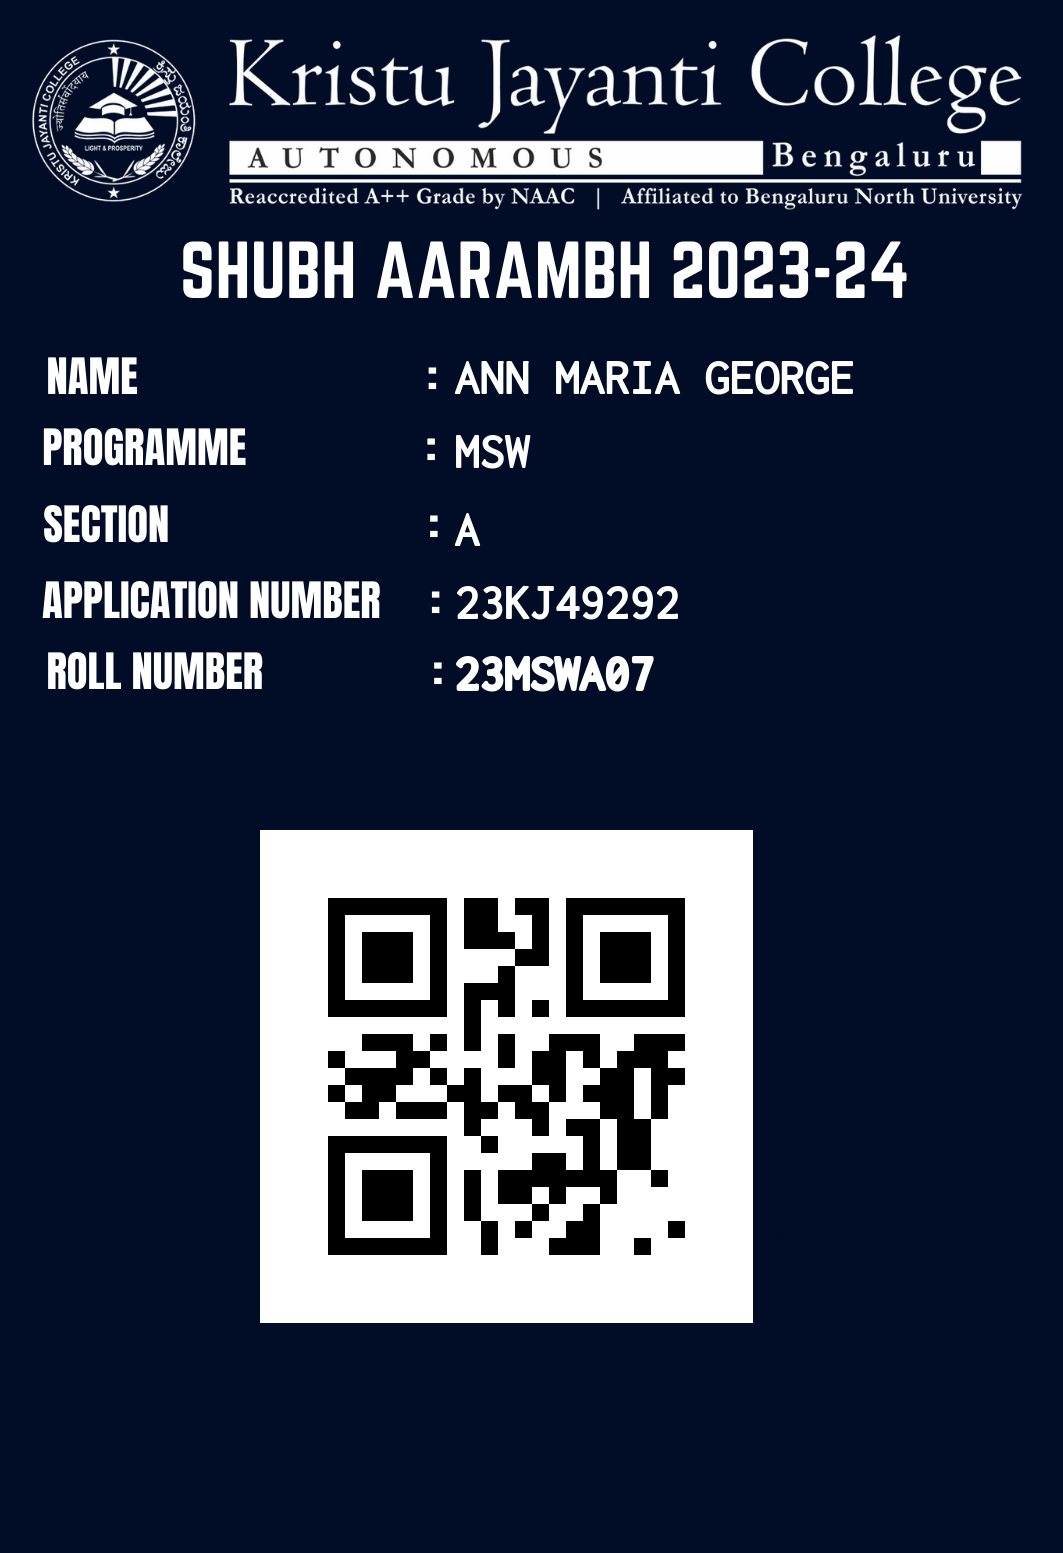 KRISTU JAYANTI COLLEGE
ಕ್ರಿಸ್ತು ಜಯಂತಿ ಕಾಲೇಜು
LIGHT & PROSPERITY
Kristu Jayanti College
AUTONOMOUS Bengaluru
Reaccredited A++ Grade by NAAC | Affiliated to Bengaluru North University
SHUBH AARAMBH 2023-24
NAME : ANN MARIA GEORGE
PROGRAMME : MSW
SECTION : A
APPLICATION NUMBER : 23KJ49292
ROLL NUMBER : 23MSWA07